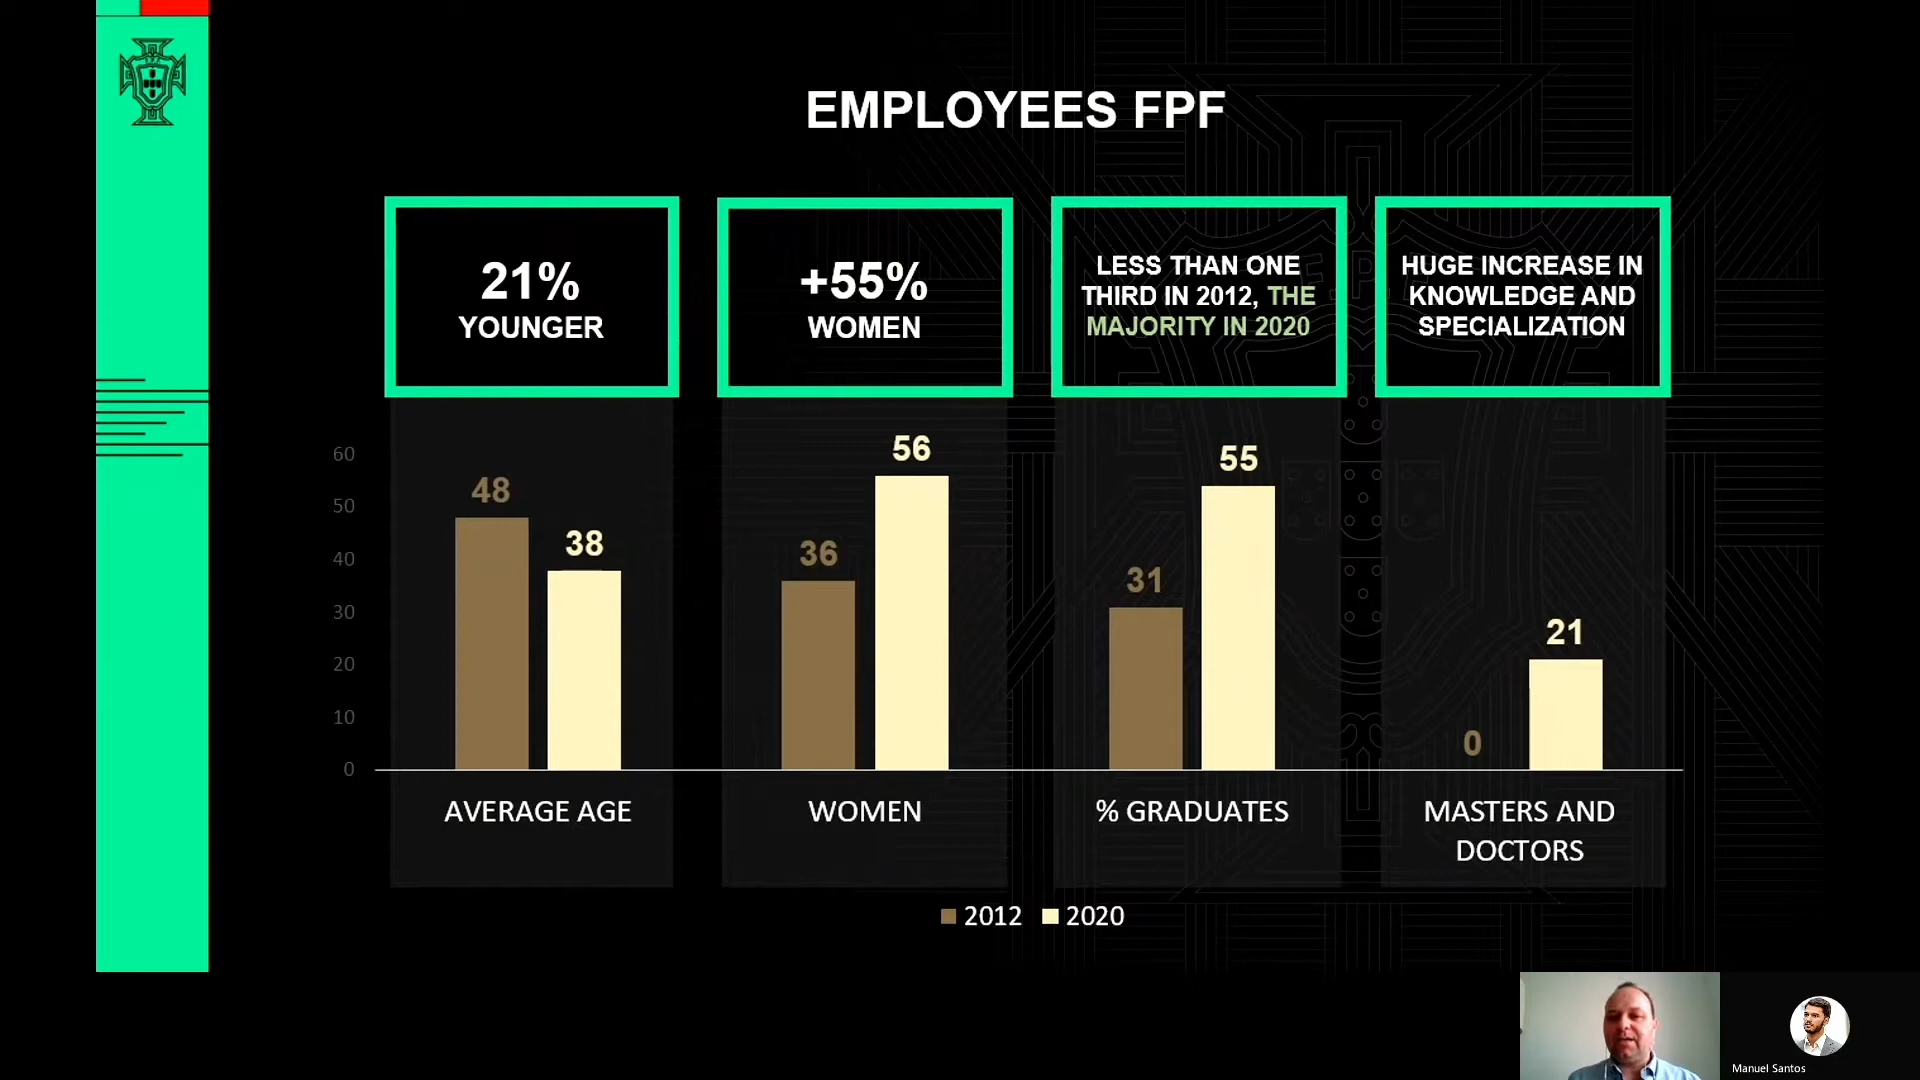 EMPLOYEES FPF
21%
YOUNGER
+55%
WOMEN
LESS THAN ONE
THIRD IN 2012, THE
MAJORITY IN 2020
HUGE INCREASE IN
KNOWLEDGE AND
SPECIALIZATION
60
50
40
30
20
10
0
48
38
36
56
31
55
0
21
AVERAGE AGE
WOMEN
% GRADUATES
MASTERS AND
DOCTORS
2012
2020
Manuel Santos